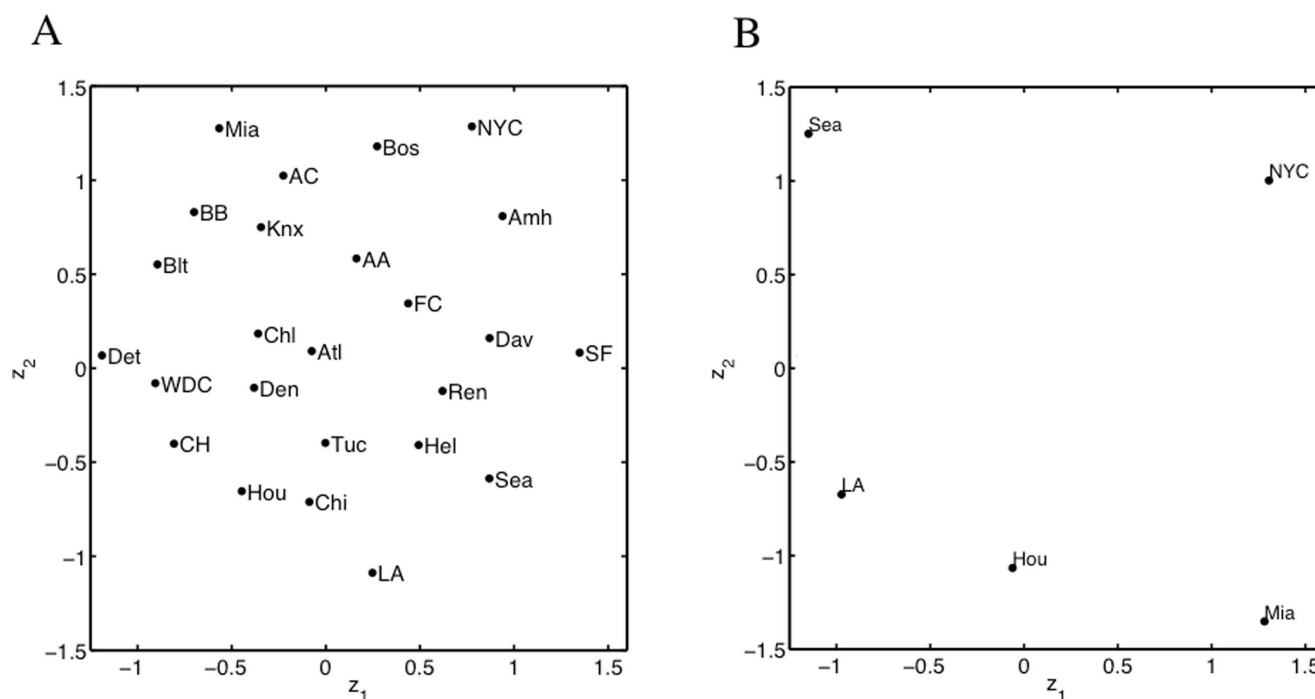 A
1.5
Mia
NYC
Bos
AC
1
BB
Amh
Knx
AA
0.5
Blt
FC
Chl
Dav
Atl
SF
Det
0
WDC
Den
Ren
CH
Tuc
Hel
−0.5
Sea
Hou
Chi
−1
LA
−1.5
−1
−0.5
0
0.5
1
1.5
z2
z1
B
1.5
Sea
NYC
1
0.5
0
−0.5
LA
−1
Hou
Mia
−1.5
−1
−0.5
0
0.5
1
1.5
z2
z1